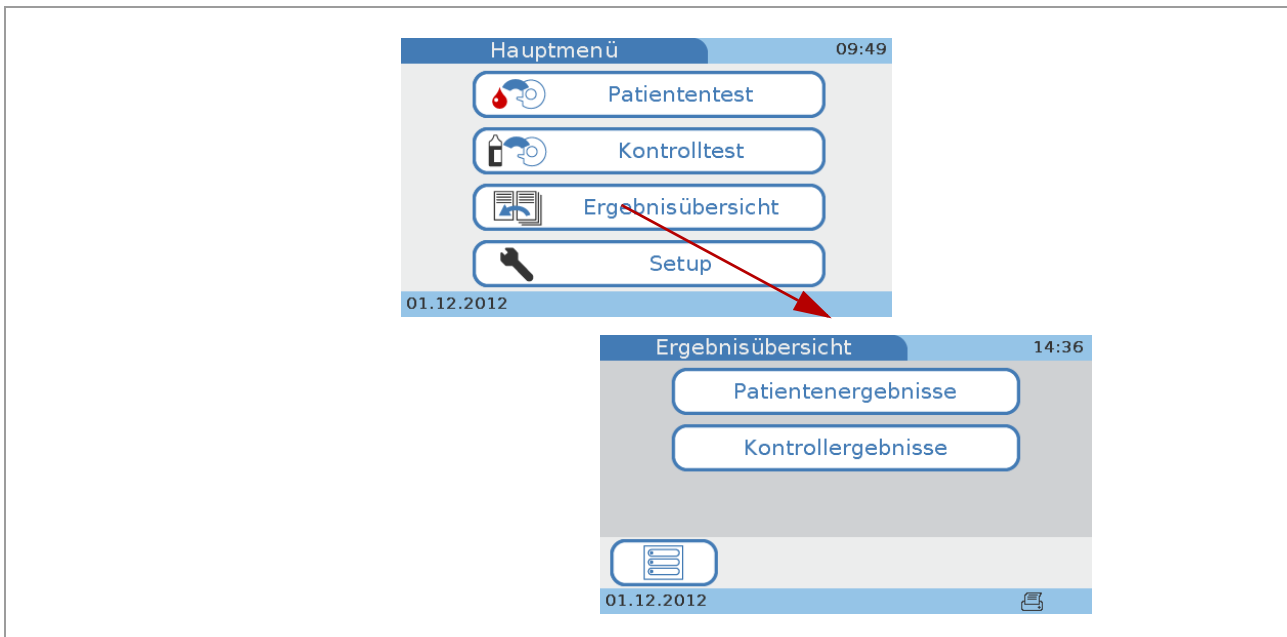 Hauptmenü 09:49
Patiententest
Kontrolltest
Ergebnisübersicht
Setup
01.12.2012
Ergebnisübersicht 14:36
Patientenergebnisse
Kontrollergebnisse
01.12.2012